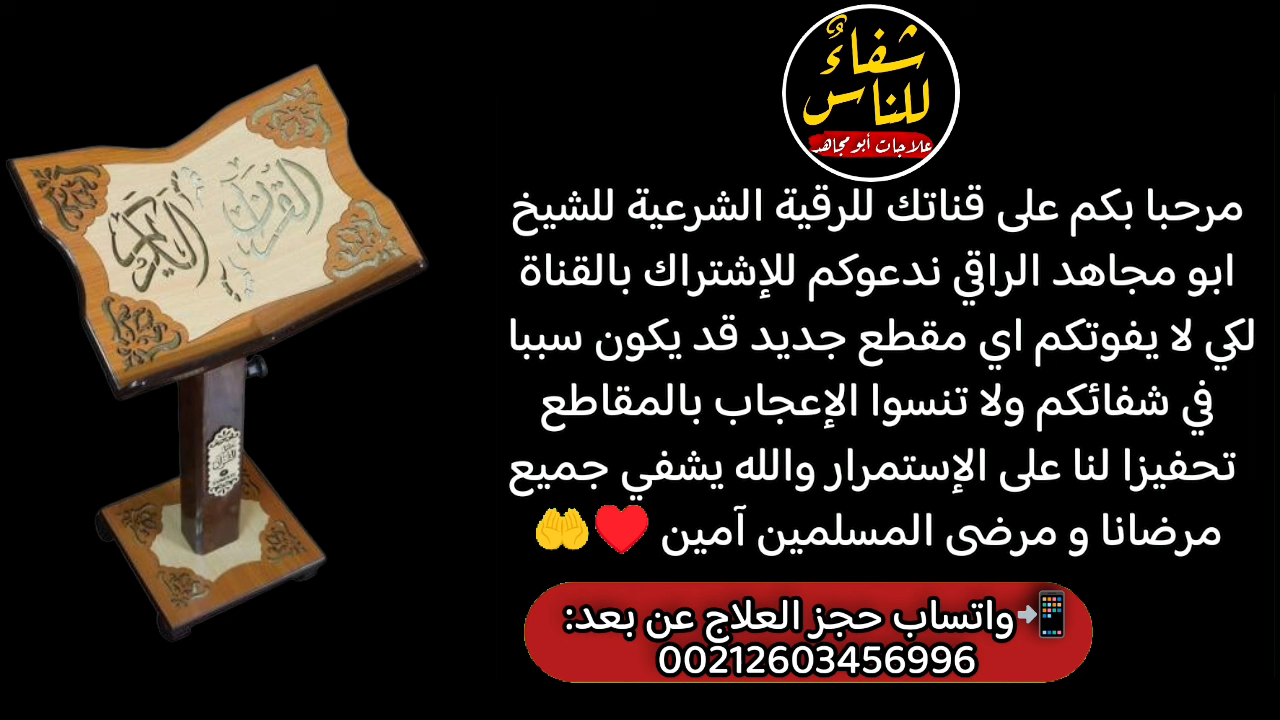 شفاءٌ
للناس
علاجات أبو مجاهد
مرحبا بكم على قناتك للرقية الشرعية للشيخ
ابو مجاهد الراقي ندعوكم للإشتراك بالقناة
لكي لا يفوتكم اي مقطع جديد قد يكون سببا
في شفائكم ولا تنسوا الإعجاب بالمقاطع
تحفيزا لنا على الإستمرار والله يشفي جميع
مرضانا و مرضى المسلمين آمين ❤️🤲
📲واتساب حجز العلاج عن بعد:
00212603456996
القرآن
الكريم